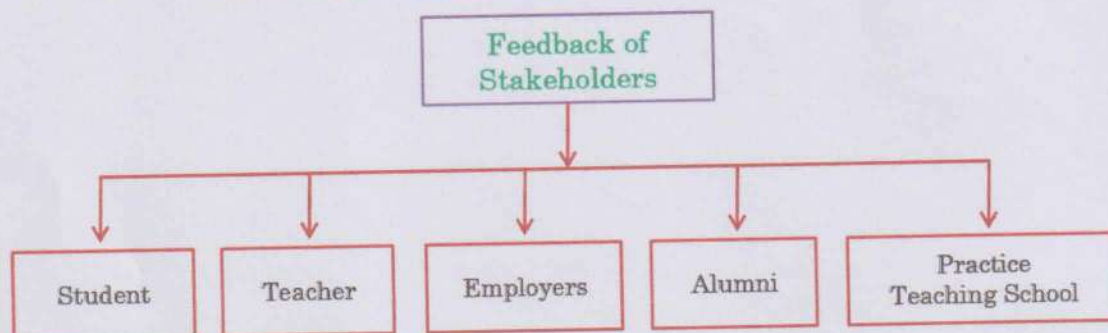 Feedback of
Stakeholders
Student
Teacher
Employers
Alumni
Practice
Teaching School